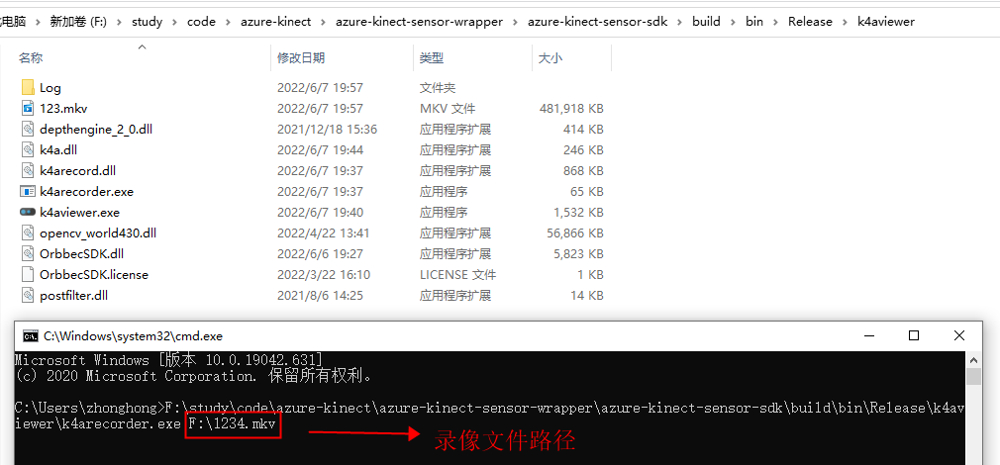 电脑 › 新加卷 (F:) › study › code › azure-kinect › azure-kinect-sensor-wrapper › azure-kinect-sensor-sdk › build › bin › Release › k4aviewer
名称 修改日期 类型 大小
Log 2022/6/7 19:57 文件夹
123.mkv 2022/6/7 19:57 MKV 文件 481,918 KB
depthengine_2_0.dll 2021/12/18 15:36 应用程序扩展 414 KB
k4a.dll 2022/6/7 19:44 应用程序扩展 246 KB
k4arecord.dll 2022/6/7 19:37 应用程序扩展 868 KB
k4arecorder.exe 2022/6/7 19:37 应用程序 65 KB
k4aviewer.exe 2022/6/7 19:40 应用程序 1,532 KB
opencv_world430.dll 2022/4/22 13:41 应用程序扩展 56,866 KB
OrbbecSDK.dll 2022/6/6 19:27 应用程序扩展 5,823 KB
OrbbecSDK.license 2022/3/22 16:10 LICENSE 文件 1 KB
postfilter.dll 2021/8/6 14:25 应用程序扩展 14 KB
C:\Windows\system32\cmd.exe
Microsoft Windows [版本 10.0.19042.631]
(c) 2020 Microsoft Corporation. 保留所有权利。
C:\Users\zhonghong>F:\study\code\azure-kinect\azure-kinect-sensor-wrapper\azure-kinect-sensor-sdk\build\bin\Release\k4av
iewer\k4arecorder.exe F:\1234.mkv
录像文件路径